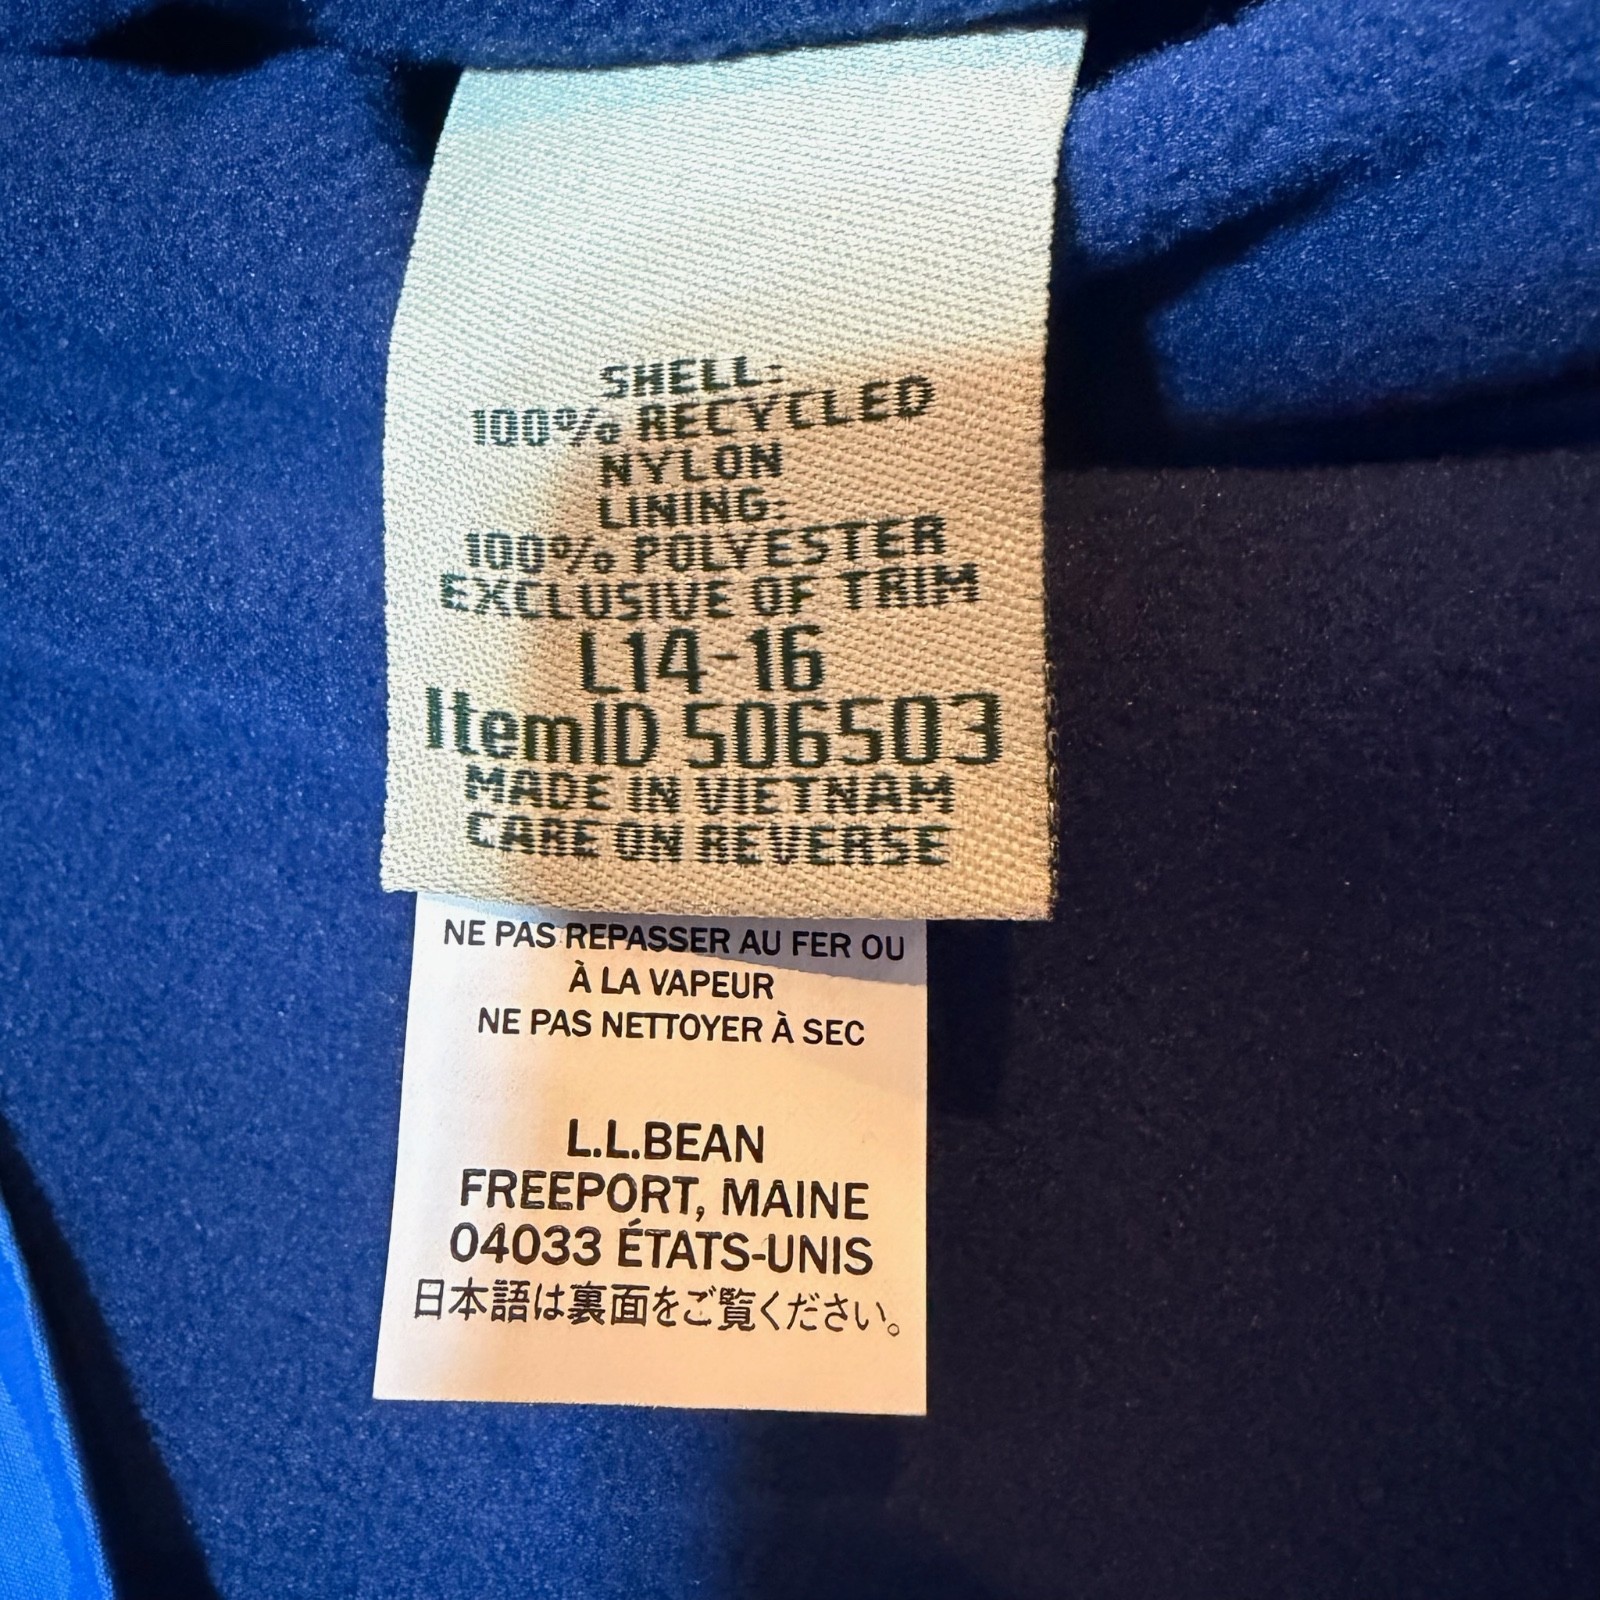 SHELL:
100% RECYCLED
NYLON
LINING:
100% POLYESTER
EXCLUSIVE OF TRIM
L14-16
ItemID 506503
MADE IN VIETNAM
CARE ON REVERSE
NE PAS REPASSER AU FER OU
À LA VAPEUR
NE PAS NETTOYER À SEC
L.L.BEAN
FREEPORT, MAINE
04033 ÉTATS-UNIS
日本語は裏面をご覧ください。